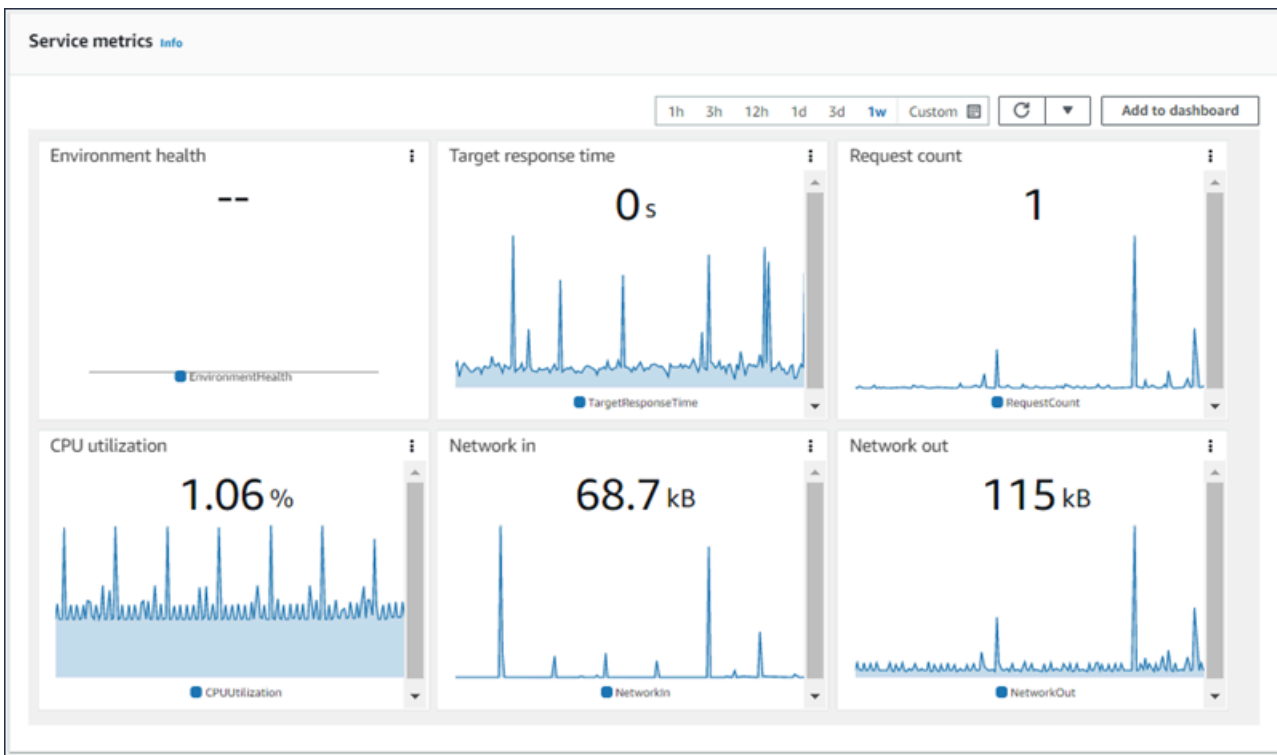 Service metrics Info
1h 3h 12h 1d 3d 1w Custom Add to dashboard
Environment health
--
EnvironmentHealth
Target response time
0 s
TargetResponseTime
Request count
1
RequestCount
CPU utilization
1.06 %
CPUUtilization
Network in
68.7 kB
NetworkIn
Network out
115 kB
NetworkOut